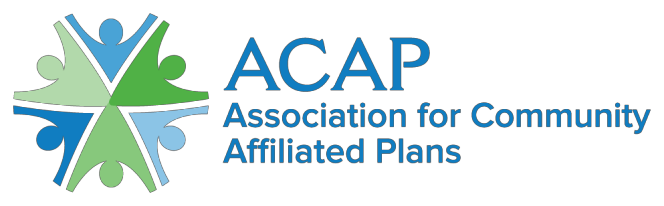 ACAP
Association for Community
Affiliated Plans